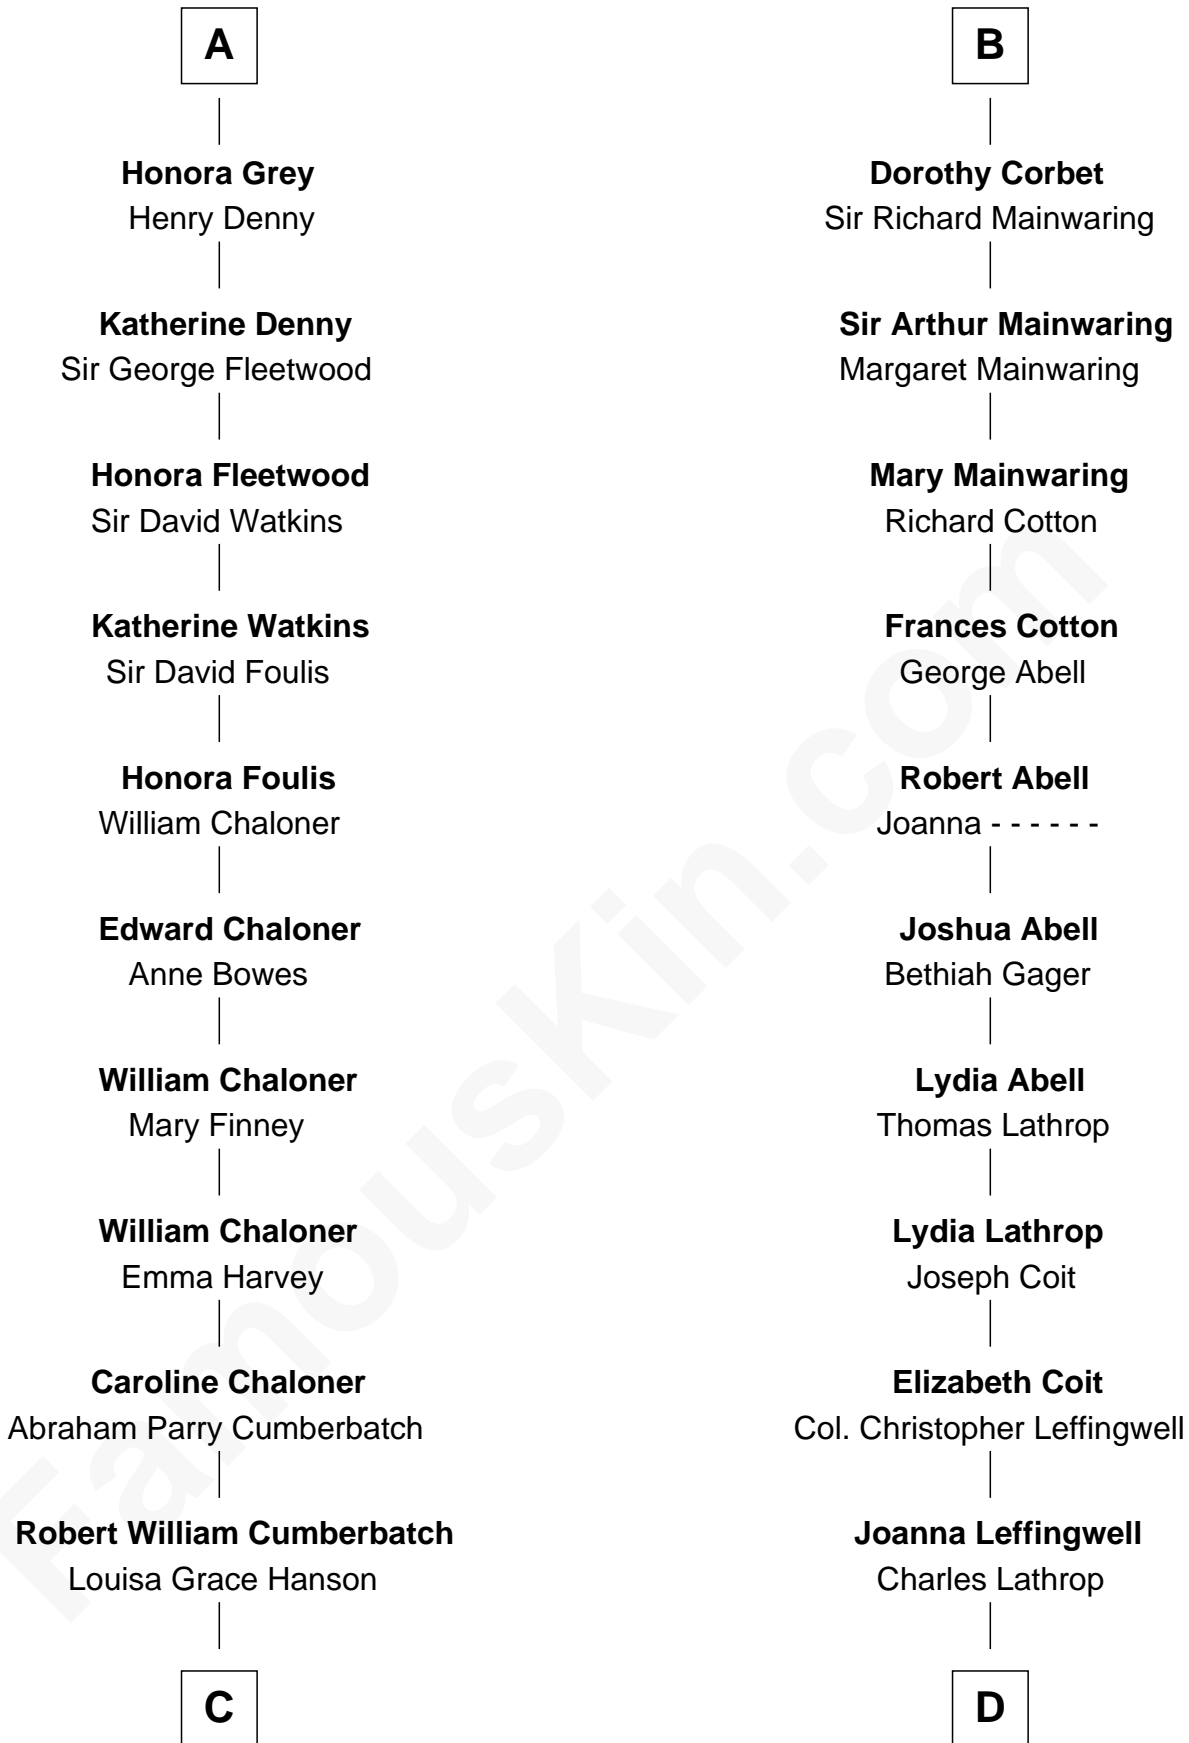 A
Honora Grey
Henry Denny
Katherine Denny
Sir George Fleetwood
Honora Fleetwood
Sir David Watkins
Katherine Watkins
Sir David Foulis
Honora Foulis
William Chaloner
Edward Chaloner
Anne Bowes
William Chaloner
Mary Finney
William Chaloner
Emma Harvey
Caroline Chaloner
Abraham Parry Cumberbatch
Robert William Cumberbatch
Louisa Grace Hanson
C
B
Dorothy Corbet
Sir Richard Mainwaring
Sir Arthur Mainwaring
Margaret Mainwaring
Mary Mainwaring
Richard Cotton
Frances Cotton
George Abell
Robert Abell
Joanna - - - - - -
Joshua Abell
Bethiah Gager
Lydia Abell
Thomas Lathrop
Lydia Lathrop
Joseph Coit
Elizabeth Coit
Col. Christopher Leffingwell
Joanna Leffingwell
Charles Lathrop
D
FamousKin.com